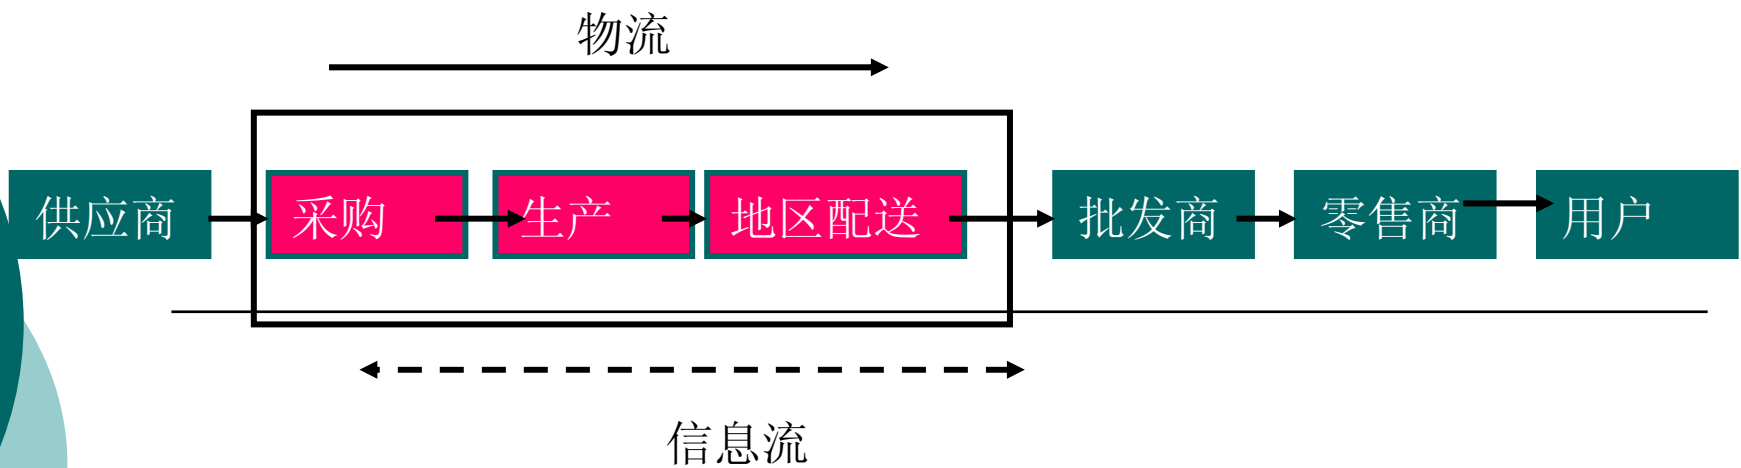 物流
供应商 采购 生产 地区配送 批发商 零售商 用户
信息流